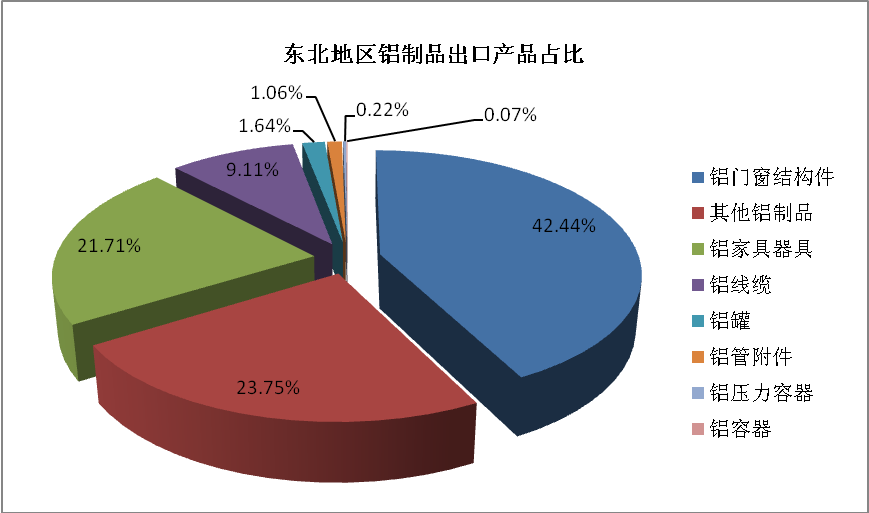 东北地区铝制品出口产品占比
1.06%
0.22%
0.07%
1.64%
9.11%
42.44%
21.71%
23.75%
铝门窗结构件
其他铝制品
铝家具器具
铝线缆
铝罐
铝管附件
铝压力容器
铝容器